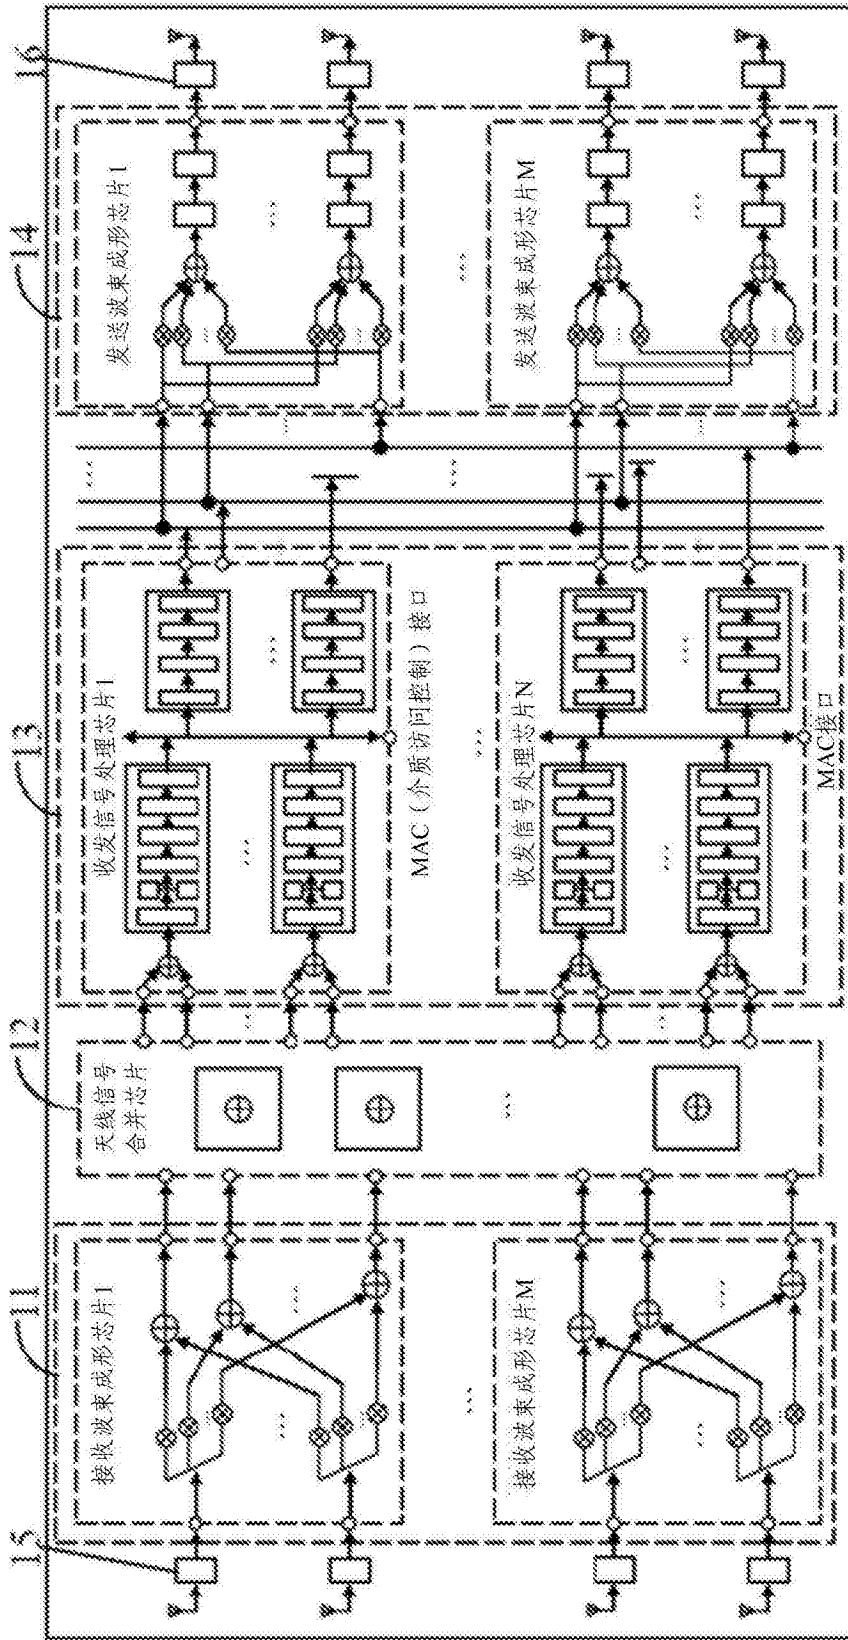 11
12
13
14
15
16
接收波束成形芯片1
接收波束成形芯片M
天线信号
合并芯片
收发信号处理芯片1
MAC（介质访问控制）接口
收发信号处理芯片N
MAC接口
发送波束成形芯片1
发送波束成形芯片M